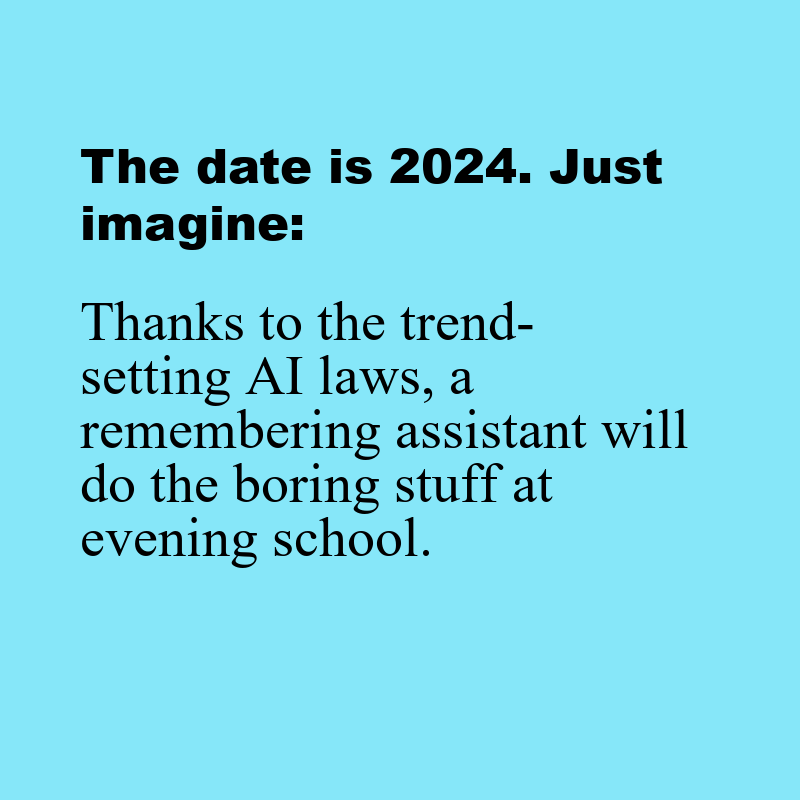 The date is 2024. Just
imagine:
Thanks to the trend-
setting AI laws, a
remembering assistant will
do the boring stuff at
evening school.